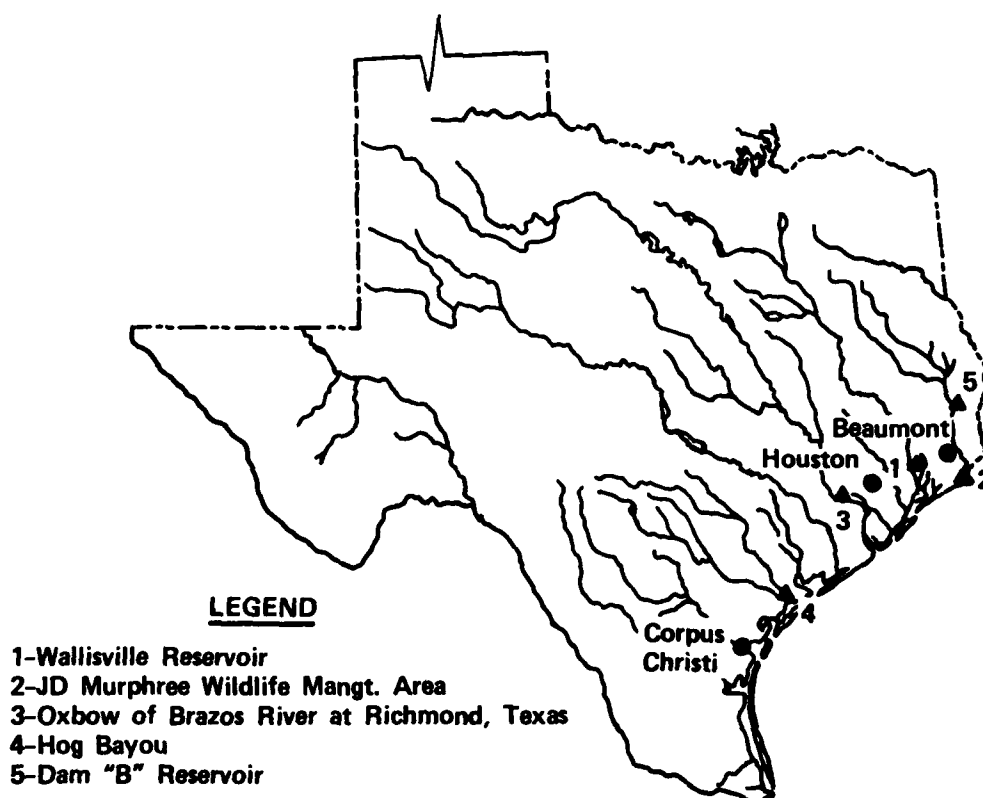 5
Beaumont
Houston
1
2
3
4
Corpus
Christi
LEGEND
1-Wallisville Reservoir
2-JD Murphree Wildlife Mangt. Area
3-Oxbow of Brazos River at Richmond, Texas
4-Hog Bayou
5-Dam "B" Reservoir